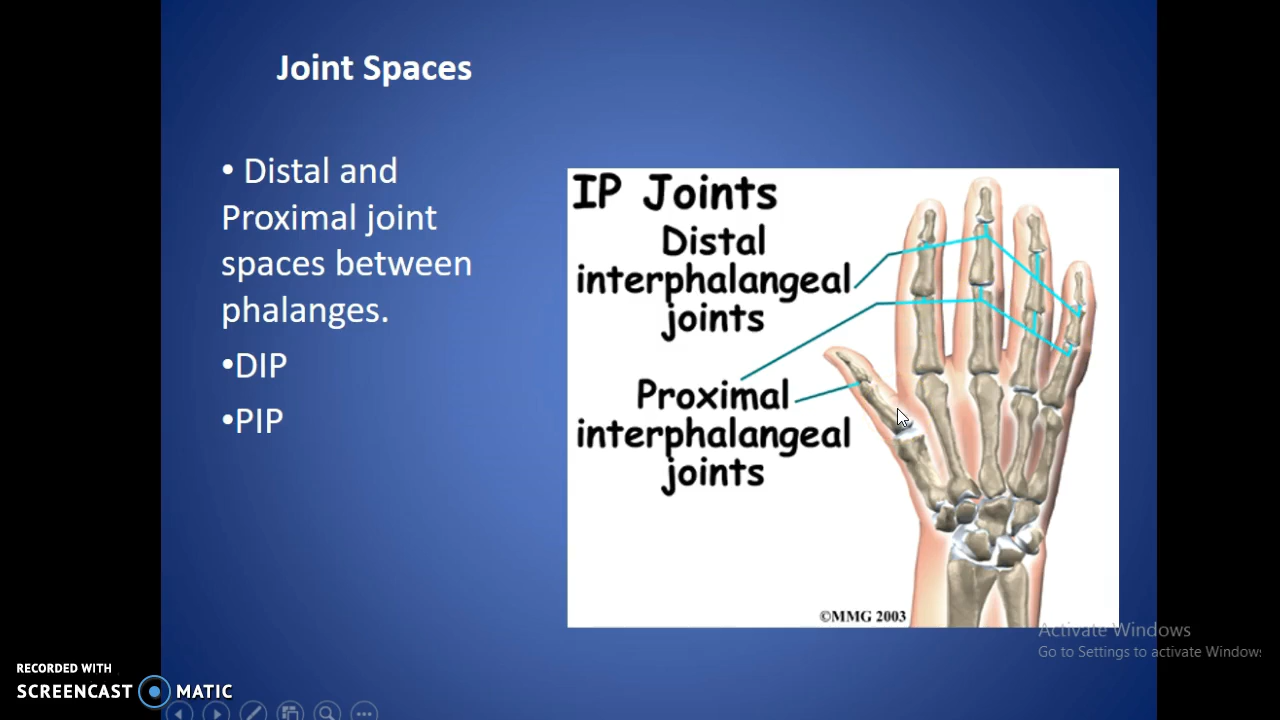 Joint Spaces
• Distal and
Proximal joint
spaces between
phalanges.
•DIP
•PIP
IP Joints
Distal
interphalangeal
joints
Proximal
interphalangeal
joints
©MMG 2003
Activate Windows
Go to Settings to activate Windows
RECORDED WITH
SCREENCAST MATIC